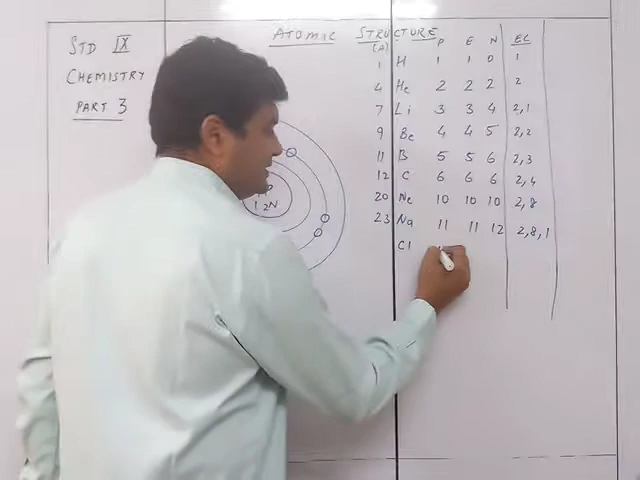 STD IX
CHEMISTRY
PART 3
ATOMIC STRUCTURE
(A) P E N EC
1 H 1 1 0 1
4 He 2 2 2 2
7 Li 3 3 4 2,1
9 Be 4 4 5 2,2
11 B 5 5 6 2,3
12 C 6 6 6 2,4
20 Ne 10 10 10 2,8
23 Na 11 11 12 2,8,1
Cl
12N